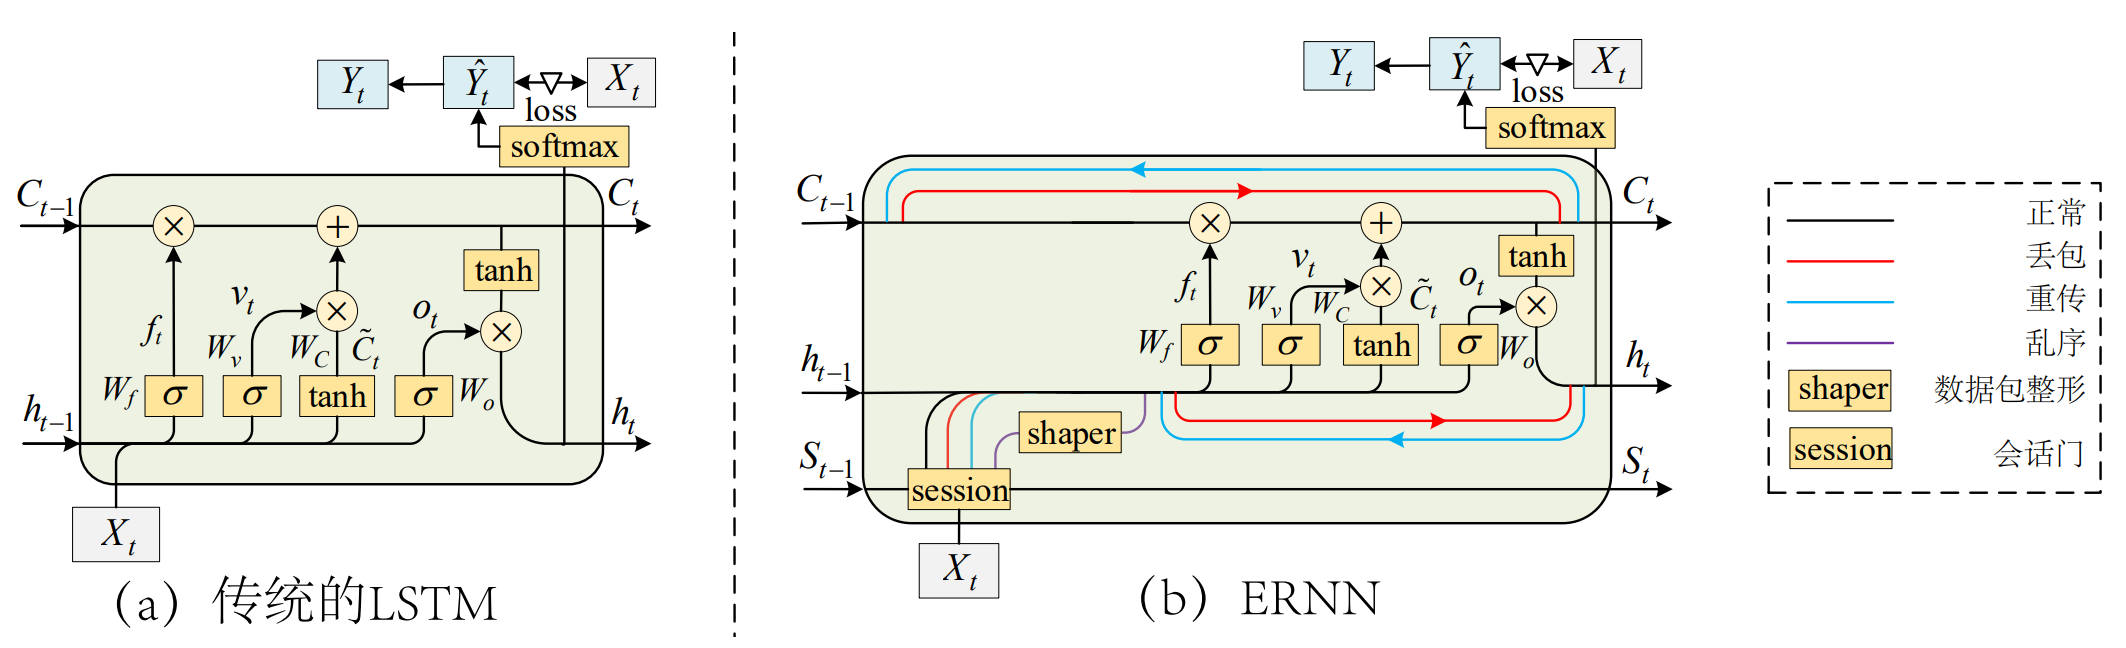 Y_t
Ŷ_t
loss
X_t
softmax
C_{t-1}
C_t
×
+
tanh
f_t
v_t
×
o_t
×
W_f
σ
W_v
σ
W_C
C̃_t
tanh
σ
W_o
h_{t-1}
h_t
X_t
(a) 传统的LSTM
Y_t
Ŷ_t
loss
X_t
softmax
C_{t-1}
C_t
×
+
tanh
f_t
v_t
×
C̃_t
o_t
×
W_f
σ
W_v
σ
W_C
tanh
σ
W_o
h_{t-1}
h_t
shaper
S_{t-1}
session
S_t
X_t
(b) ERNN
正常
丢包
重传
乱序
shaper 数据包整形
session 会话门